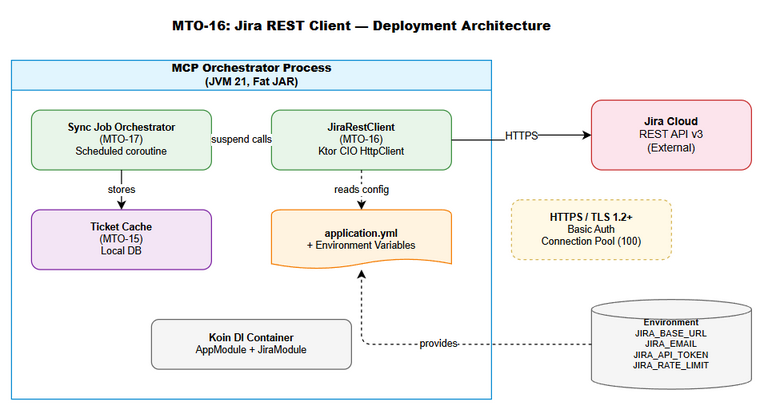 MTO-16: Jira REST Client — Deployment Architecture
MCP Orchestrator Process
(JVM 21, Fat JAR)
Sync Job Orchestrator
(MTO-17)
Scheduled coroutine
suspend calls
JiraRestClient
(MTO-16)
Ktor CIO HttpClient
HTTPS
Jira Cloud
REST API v3
(External)
stores
reads config
Ticket Cache
(MTO-15)
Local DB
application.yml
+ Environment Variables
HTTPS / TLS 1.2+
Basic Auth
Connection Pool (100)
Koin DI Container
AppModule + JiraModule
provides
Environment
JIRA_BASE_URL
JIRA_EMAIL
JIRA_API_TOKEN
JIRA_RATE_LIMIT